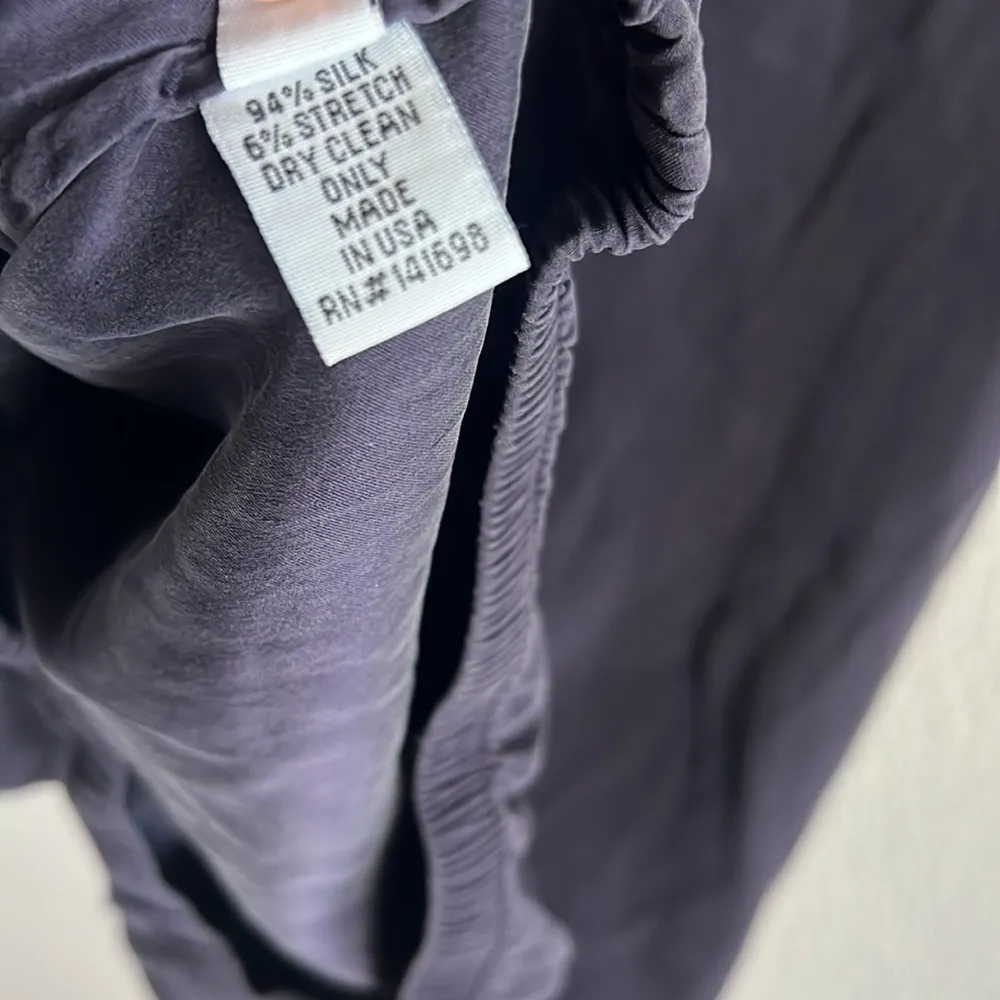 94% SILK
6% STRETCH
DRY CLEAN
ONLY
MADE
IN USA
RN# 141698